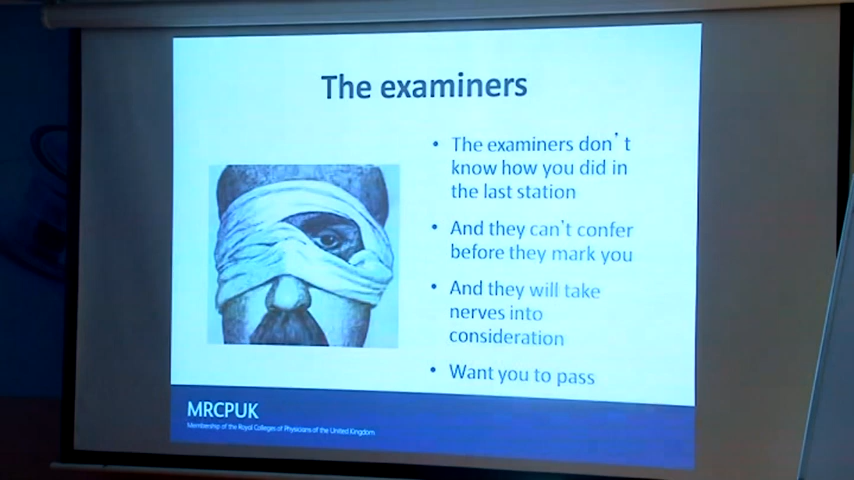 The examiners
• The examiners don't
know how you did in
the last station
• And they can't confer
before they mark you
• And they will take
nerves into
consideration
• Want you to pass
MRCPUK
Membership of the Royal Colleges of Physicians of the United Kingdom